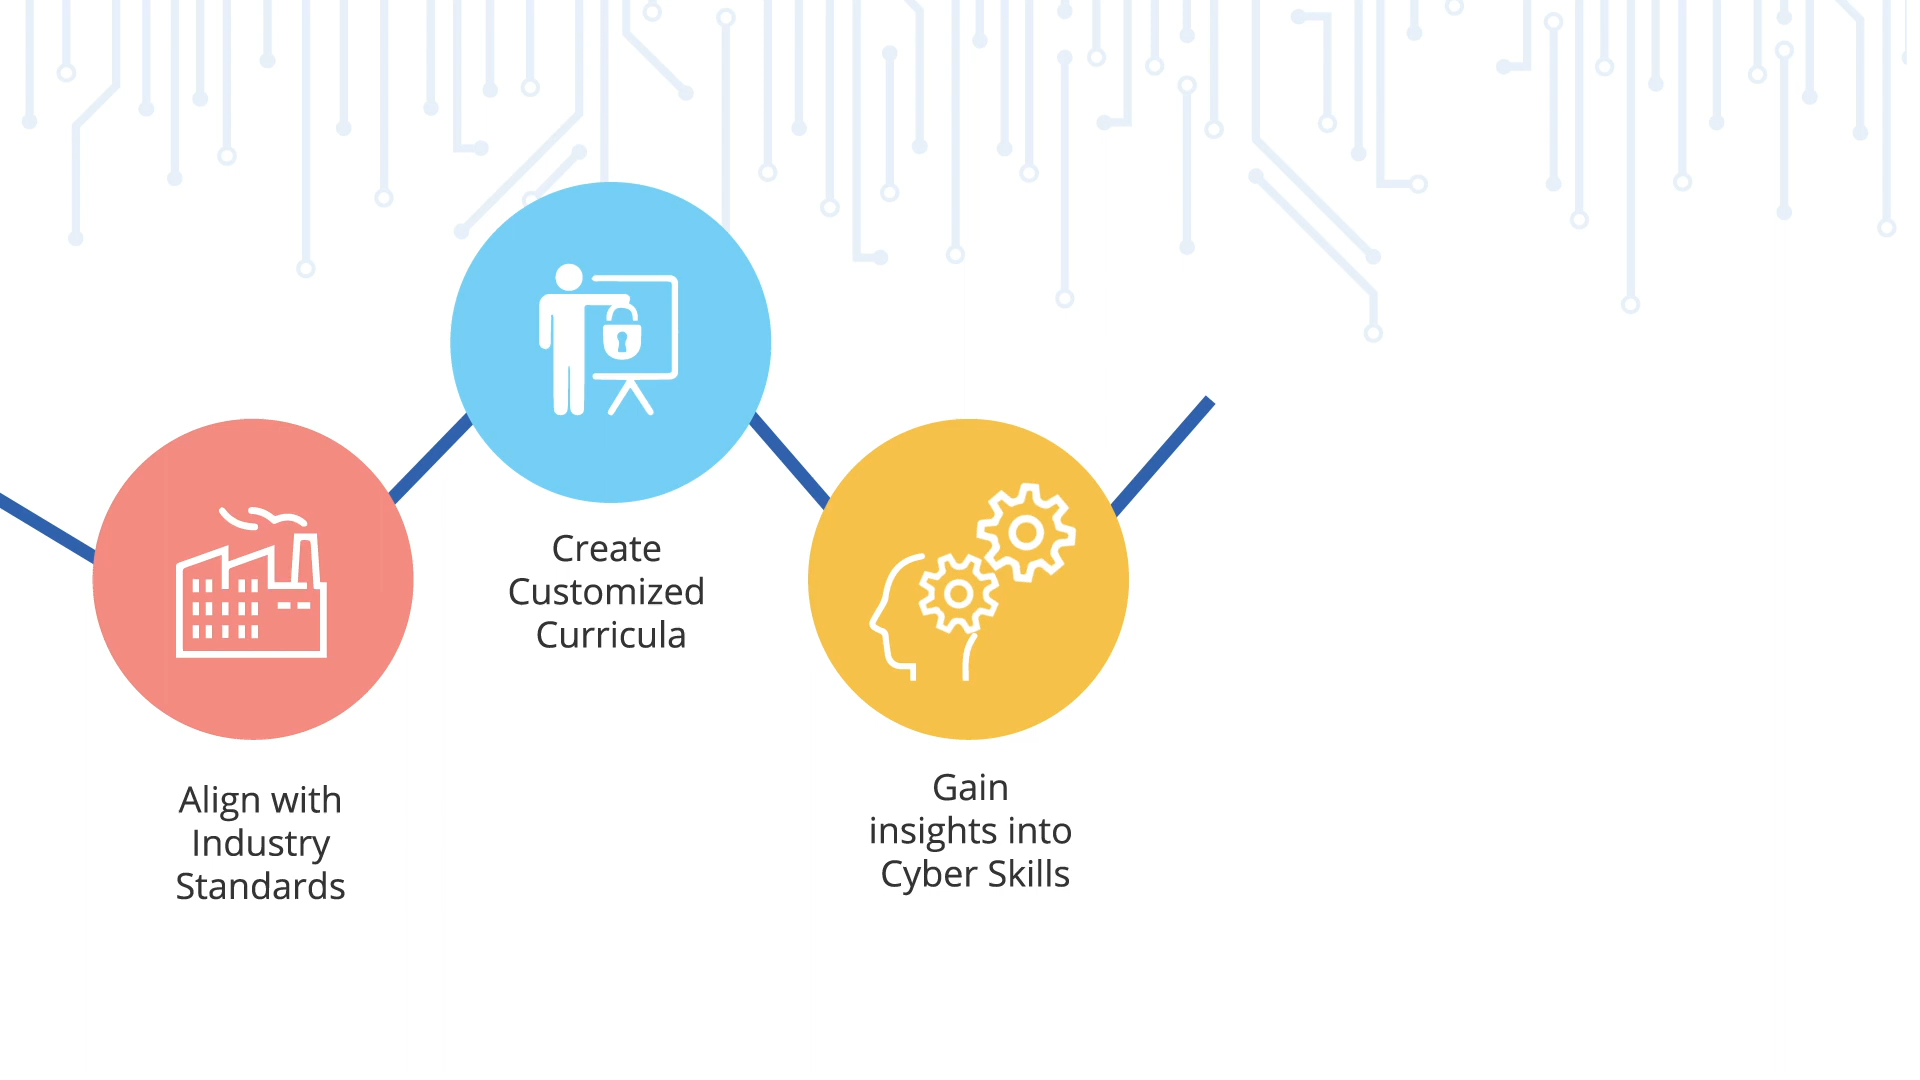 Create
Customized
Curricula
Align with
Industry
Standards
Gain
insights into
Cyber Skills